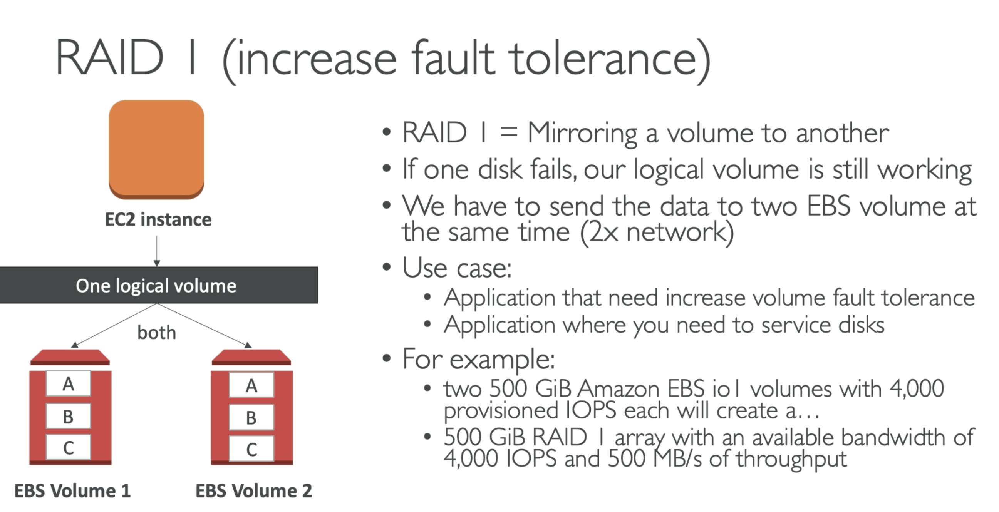 RAID 1 (increase fault tolerance)
EC2 instance
One logical volume
both
A
B
C
A
B
C
EBS Volume 1
EBS Volume 2
• RAID 1 = Mirroring a volume to another
• If one disk fails, our logical volume is still working
• We have to send the data to two EBS volume at
the same time (2x network)
• Use case:
• Application that need increase volume fault tolerance
• Application where you need to service disks
• For example:
• two 500 GiB Amazon EBS io1 volumes with 4,000
provisioned IOPS each will create a…
• 500 GiB RAID 1 array with an available bandwidth of
4,000 IOPS and 500 MB/s of throughput